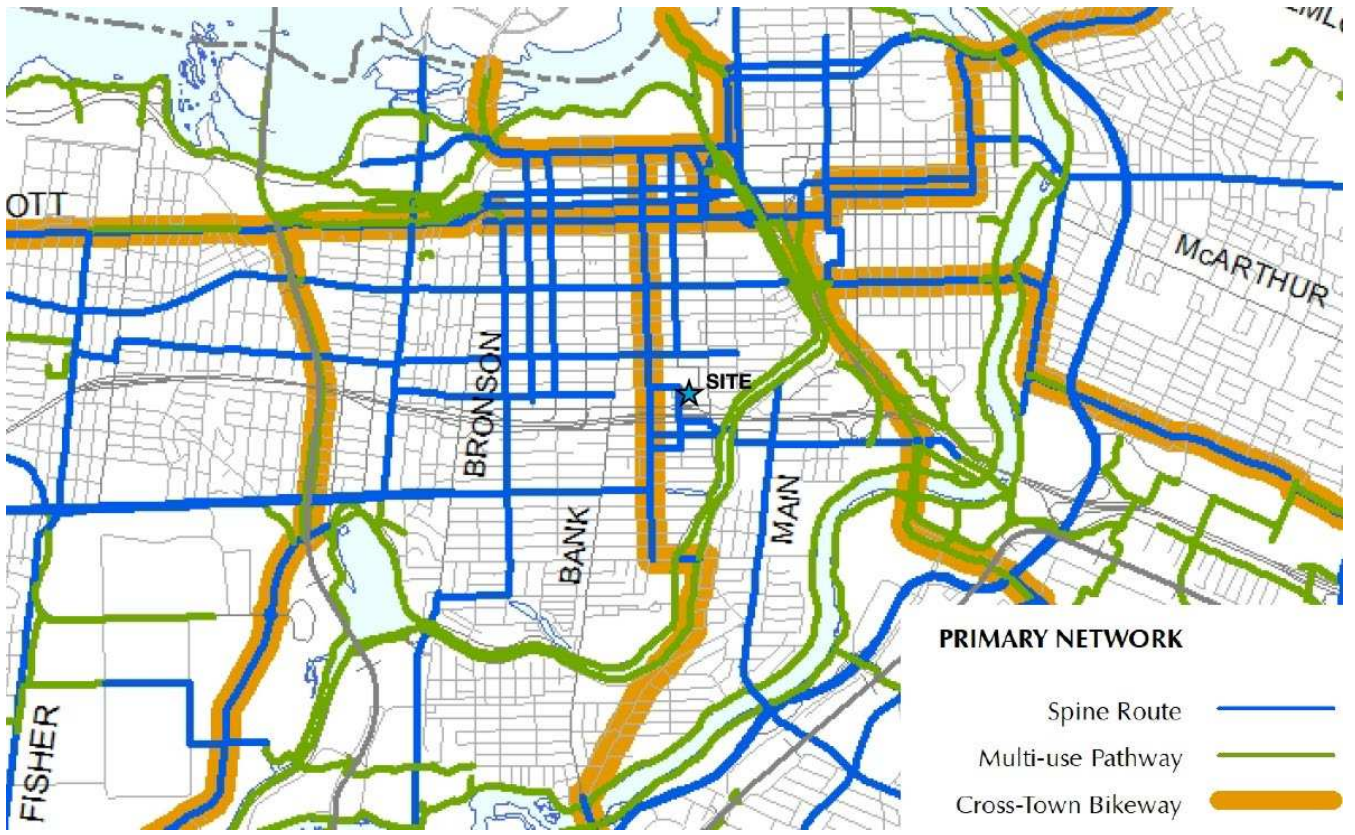 OTT
McARTHUR
BRONSON
SITE
BANK
MAIN
FISHER
PRIMARY NETWORK
Spine Route
Multi-use Pathway
Cross-Town Bikeway